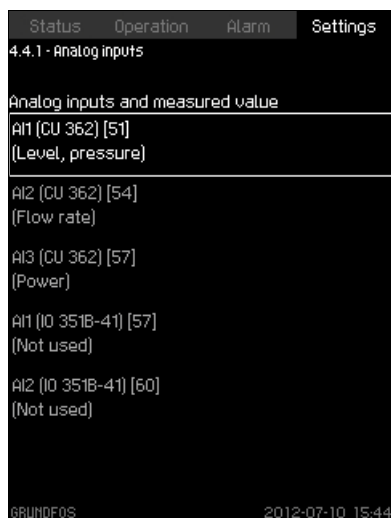 Status Operation Alarm Settings
4.4.1 - Analog inputs
Analog inputs and measured value
AI1 (CU 362) [51]
(Level, pressure)
AI2 (CU 362) [54]
(Flow rate)
AI3 (CU 362) [57]
(Power)
AI1 (IO 351B-41) [57]
(Not used)
AI2 (IO 351B-41) [60]
(Not used)
GRUNDFOS 2012-07-10 15:44